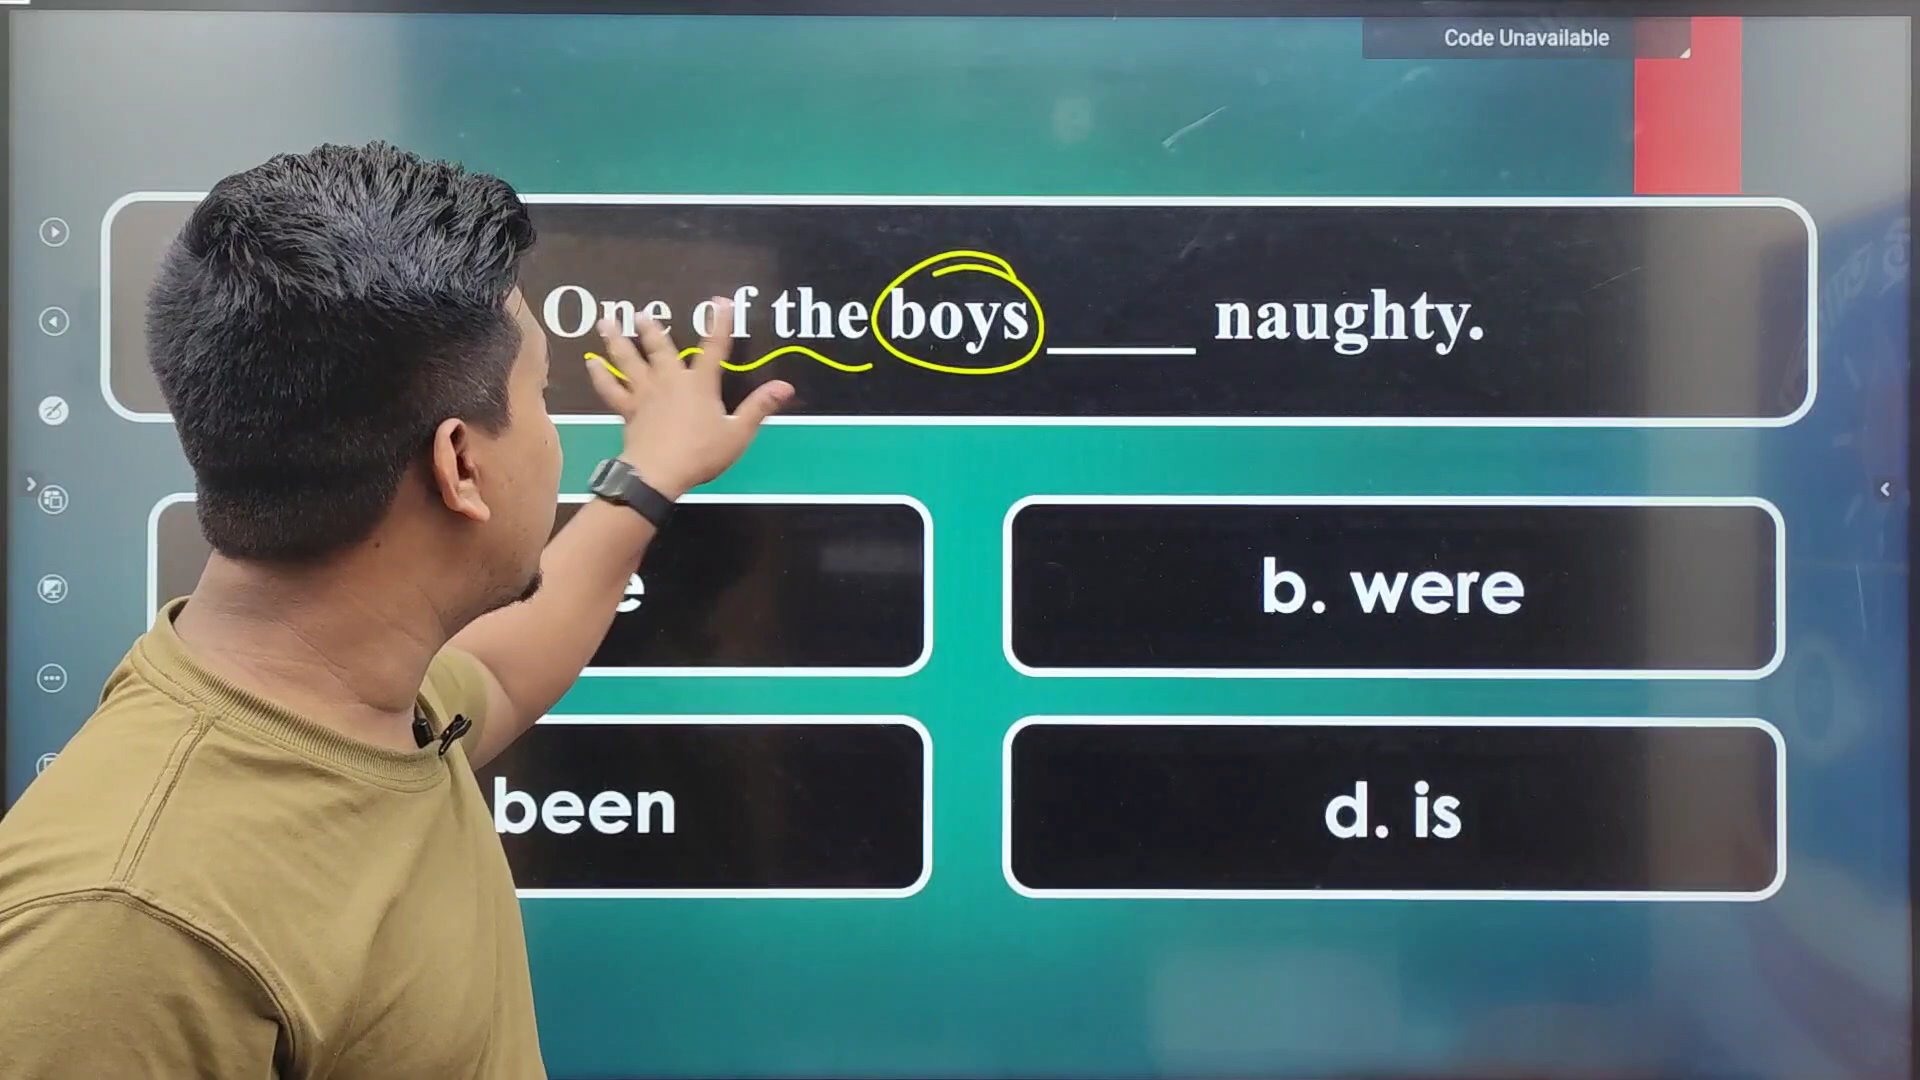 Code Unavailable
One of the boys _____ naughty.
b. were
been
d. is